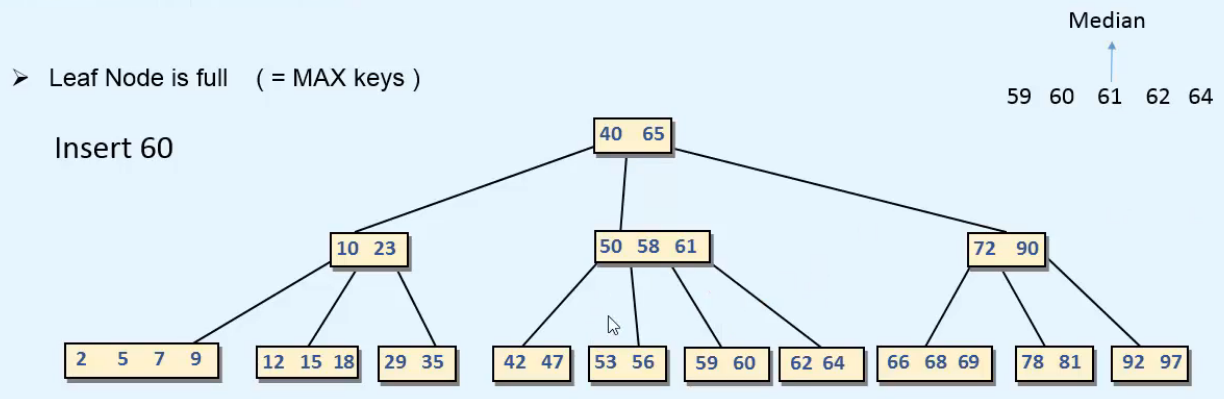 Median
➢ Leaf Node is full ( = MAX keys )
59 60 61 62 64
Insert 60
40 65
10 23
50 58 61
72 90
2 5 7 9
12 15 18
29 35
42 47
53 56
59 60
62 64
66 68 69
78 81
92 97